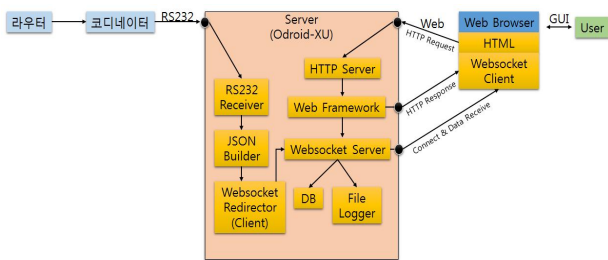 라우터
코디네이터
RS232
Server
(Odroid-XU)
HTTP Server
RS232
Receiver
Web Framework
JSON
Builder
Websocket Server
Websocket
Redirector
(Client)
DB
File
Logger
Web
HTTP Request
HTTP Response
Connect & Data Receive
Web Browser
HTML
Websocket
Client
GUI
User